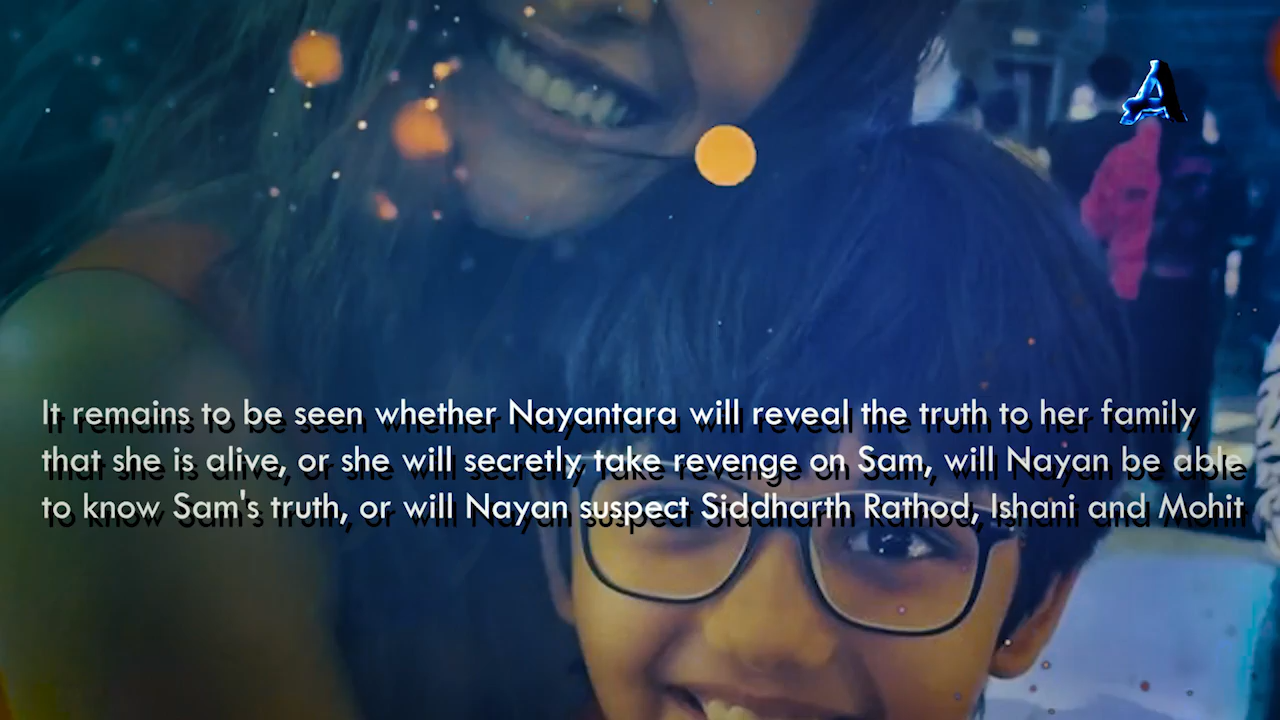 A
It remains to be seen whether Nayantara will reveal the truth to her family
that she is alive, or she will secretly take revenge on Sam, will Nayan be able
to know Sam's truth, or will Nayan suspect Siddharth Rathod, Ishani and Mohit